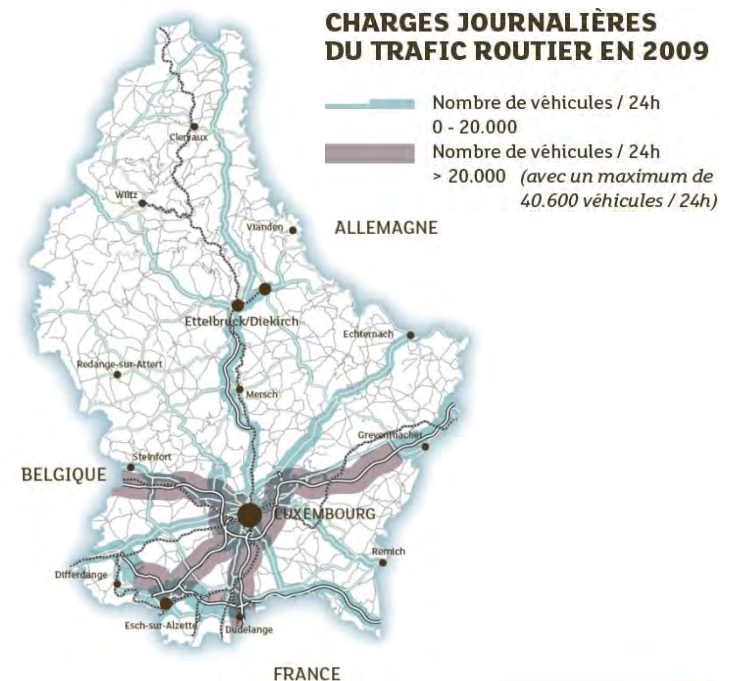 CHARGES JOURNALIÈRES
DU TRAFIC ROUTIER EN 2009
Nombre de véhicules / 24h
0 - 20.000
Nombre de véhicules / 24h
> 20.000 (avec un maximum de
40.600 véhicules / 24h)
Clervaux
Wiltz
Vianden
ALLEMAGNE
Ettelbruck/Diekirch
Echternach
Redange-sur-Attert
Mersch
Grevenmacher
Steinfort
BELGIQUE
LUXEMBOURG
Remich
Differdange
Esch-sur-Alzette
Dudelange
FRANCE